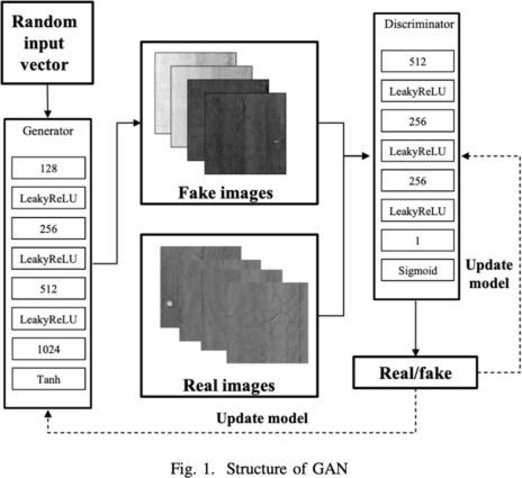 Random
input
vector
Generator
128
LeakyReLU
256
LeakyReLU
512
LeakyReLU
1024
Tanh
Fake images
Real images
Discriminator
512
LeakyReLU
256
LeakyReLU
256
LeakyReLU
1
Sigmoid
Update
model
Real/fake
Update model
Fig. 1. Structure of GAN